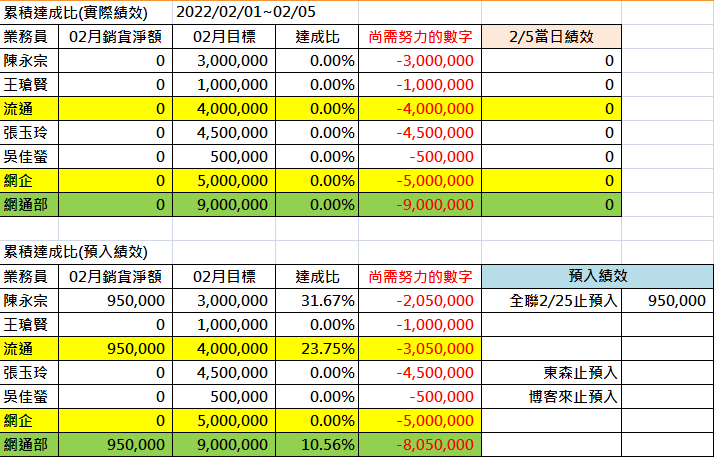 累積達成比(實際績效) 2022/02/01~02/05
業務員 02月銷貨淨額 02月目標 達成比 尚需努力的數字 2/5當日績效
陳永宗 0 3,000,000 0.00% -3,000,000 0
王瑲賢 0 1,000,000 0.00% -1,000,000 0
流通 0 4,000,000 0.00% -4,000,000 0
張玉玲 0 4,500,000 0.00% -4,500,000 0
吳佳螢 0 500,000 0.00% -500,000 0
網企 0 5,000,000 0.00% -5,000,000 0
網通部 0 9,000,000 0.00% -9,000,000 0
累積達成比(預入績效)
業務員 02月銷貨淨額 02月目標 達成比 尚需努力的數字 預入績效
陳永宗 950,000 3,000,000 31.67% -2,050,000 全聯2/25止預入 950,000
王瑲賢 0 1,000,000 0.00% -1,000,000
流通 950,000 4,000,000 23.75% -3,050,000
張玉玲 0 4,500,000 0.00% -4,500,000 東森止預入
吳佳螢 0 500,000 0.00% -500,000 博客來止預入
網企 0 5,000,000 0.00% -5,000,000
網通部 950,000 9,000,000 10.56% -8,050,000